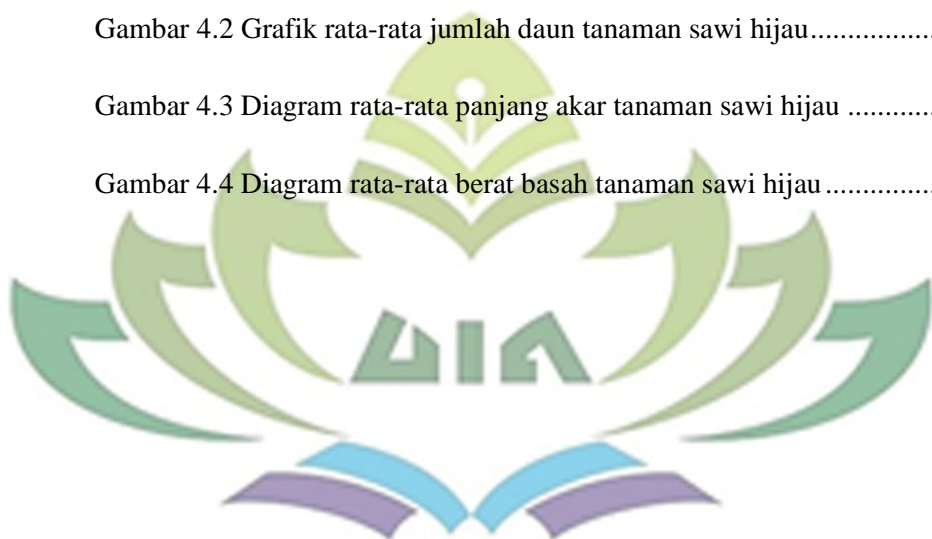 Gambar 4.2 Grafik rata-rata jumlah daun tanaman sawi hijau................
Gambar 4.3 Diagram rata-rata panjang akar tanaman sawi hijau ............
Gambar 4.4 Diagram rata-rata berat basah tanaman sawi hijau ...............
UIN